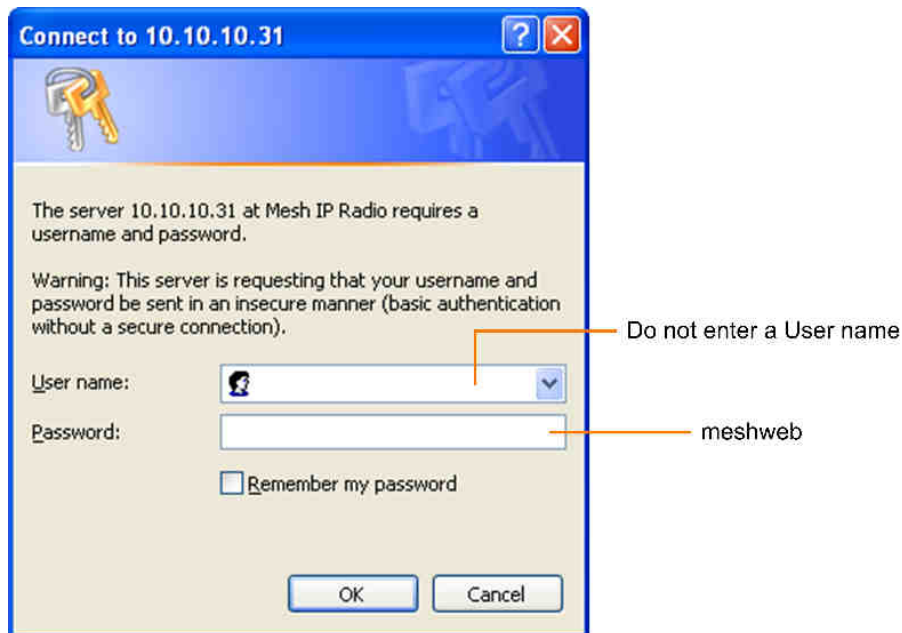 Connect to 10.10.10.31
The server 10.10.10.31 at Mesh IP Radio requires a
username and password.
Warning: This server is requesting that your username and
password be sent in an insecure manner (basic authentication
without a secure connection).
Do not enter a User name
User name:
Password:
meshweb
Remember my password
OK
Cancel